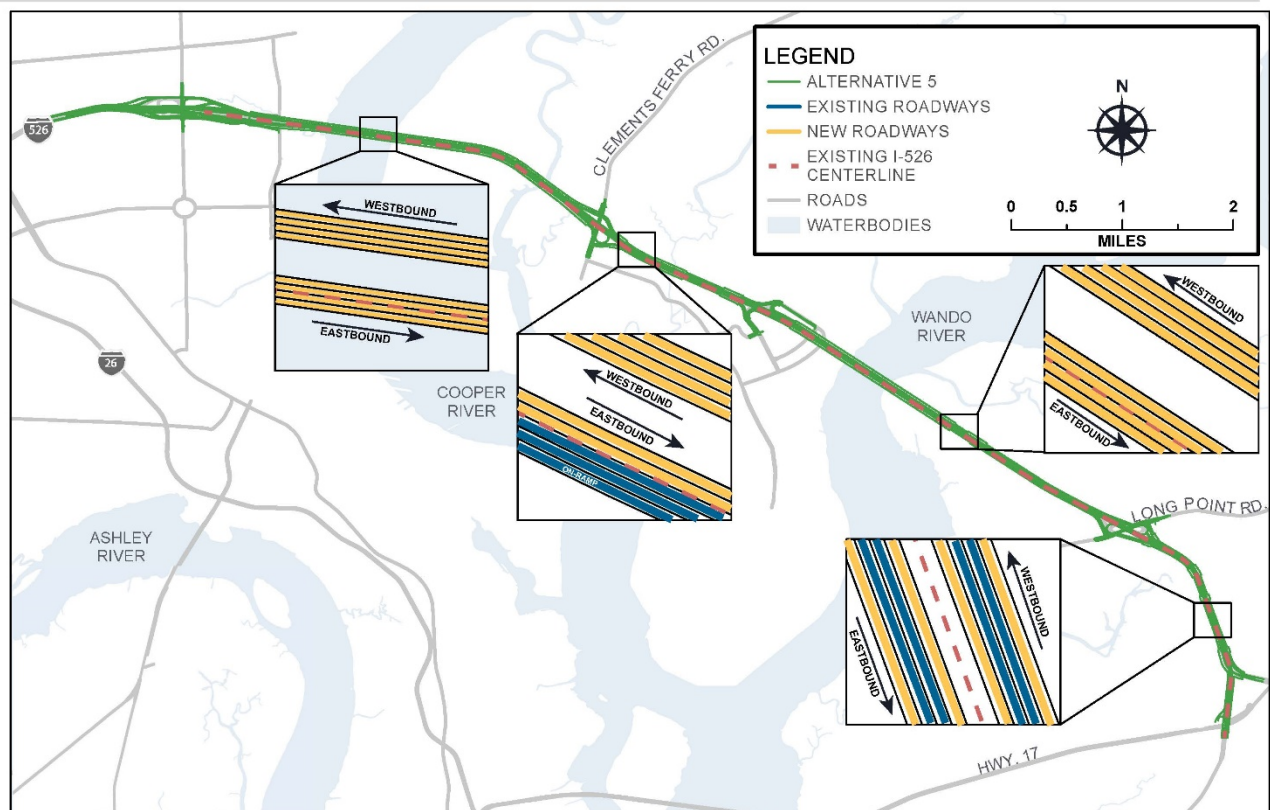 LEGEND
ALTERNATIVE 5
EXISTING ROADWAYS
NEW ROADWAYS
EXISTING I-526
CENTERLINE
ROADS
WATERBODIES
N
0 0.5 1 2
MILES
526
CLEMENTS FERRY RD.
WESTBOUND
EASTBOUND
WESTBOUND
EASTBOUND
ON-RAMP
WANDO
RIVER
WESTBOUND
EASTBOUND
26
COOPER
RIVER
ASHLEY
RIVER
LONG POINT RD.
WESTBOUND
EASTBOUND
HWY. 17